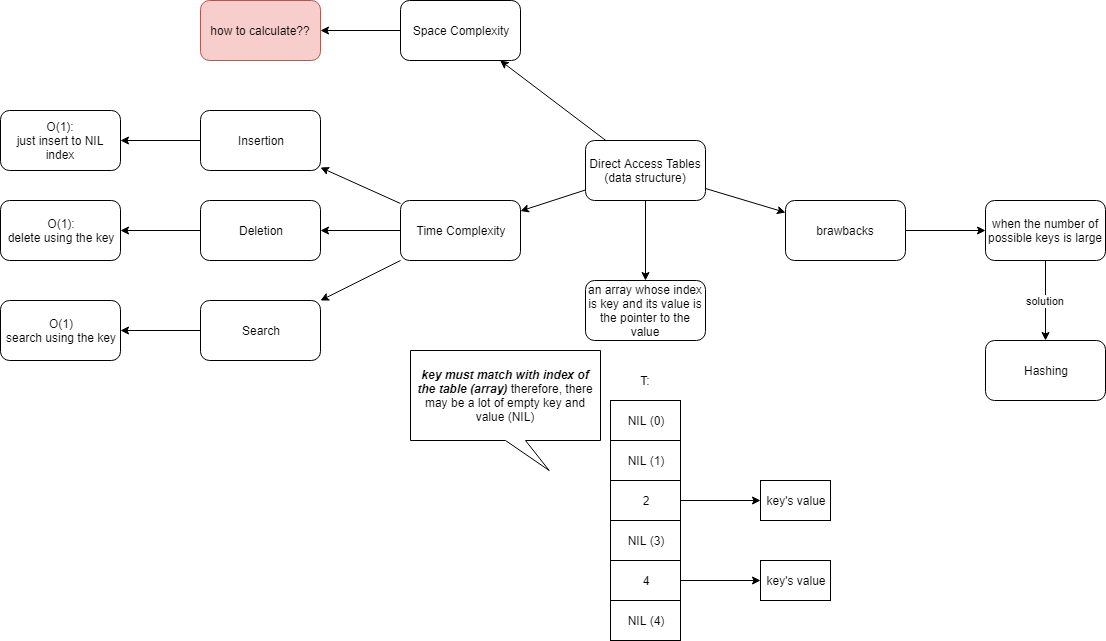 how to calculate??
Space Complexity
O(1):
just insert to NIL
index
Insertion
Direct Access Tables
(data structure)
O(1):
delete using the key
Deletion
Time Complexity
brawbacks
when the number of
possible keys is large
an array whose index
is key and its value is
the pointer to the
value
solution
O(1)
search using the key
Search
Hashing
key must match with index of
the table (array) therefore, there
may be a lot of empty key and
value (NIL)
T:
NIL (0)
NIL (1)
2
key's value
NIL (3)
4
key's value
NIL (4)